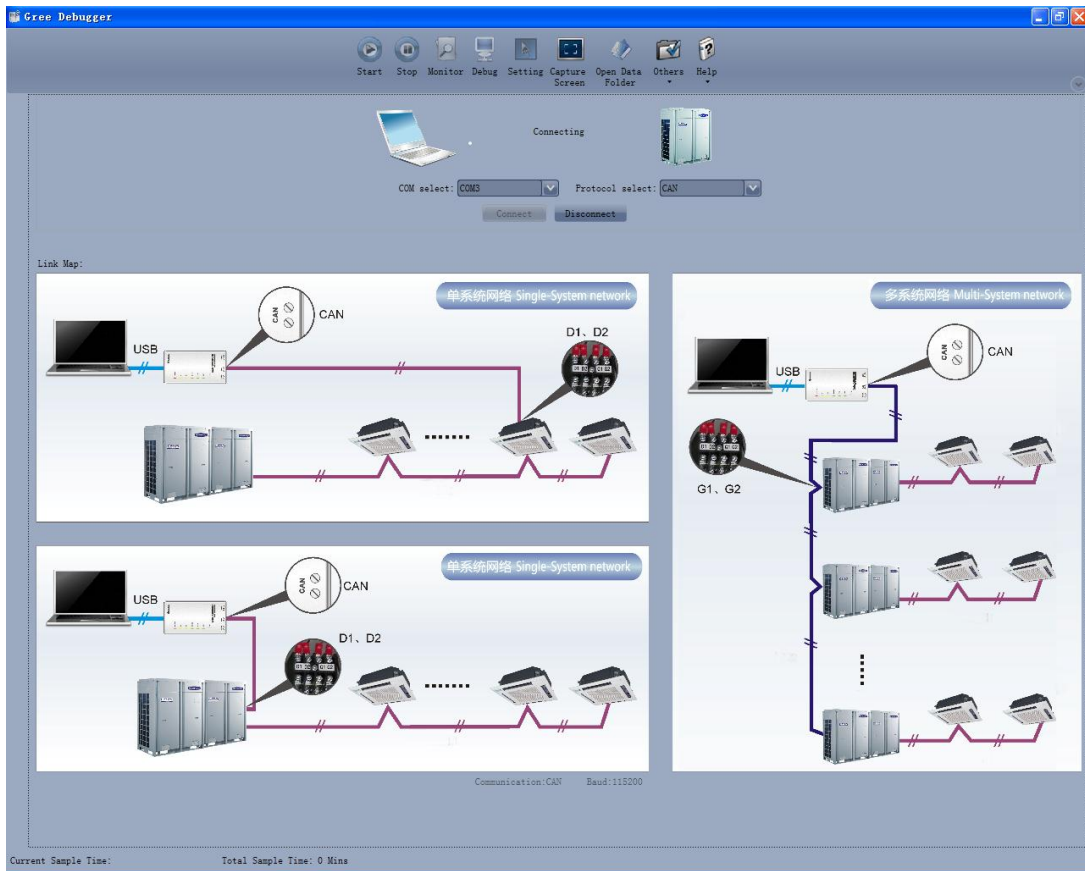 Gree Debugger
Start Stop Monitor Debug Setting Capture Screen Open Data Folder Others Help
Connecting
COM select: COM3 Protocol select: CAN
Connect Disconnect
Link Map:
单系统网络 Single-System network
CAN
CAN
USB
D1、D2
单系统网络 Single-System network
CAN
CAN
USB
D1、D2
多系统网络 Multi-System network
CAN
CAN
USB
G1、G2
Communication:CAN Baud:115200
Current Sample Time: Total Sample Time: 0 Mins